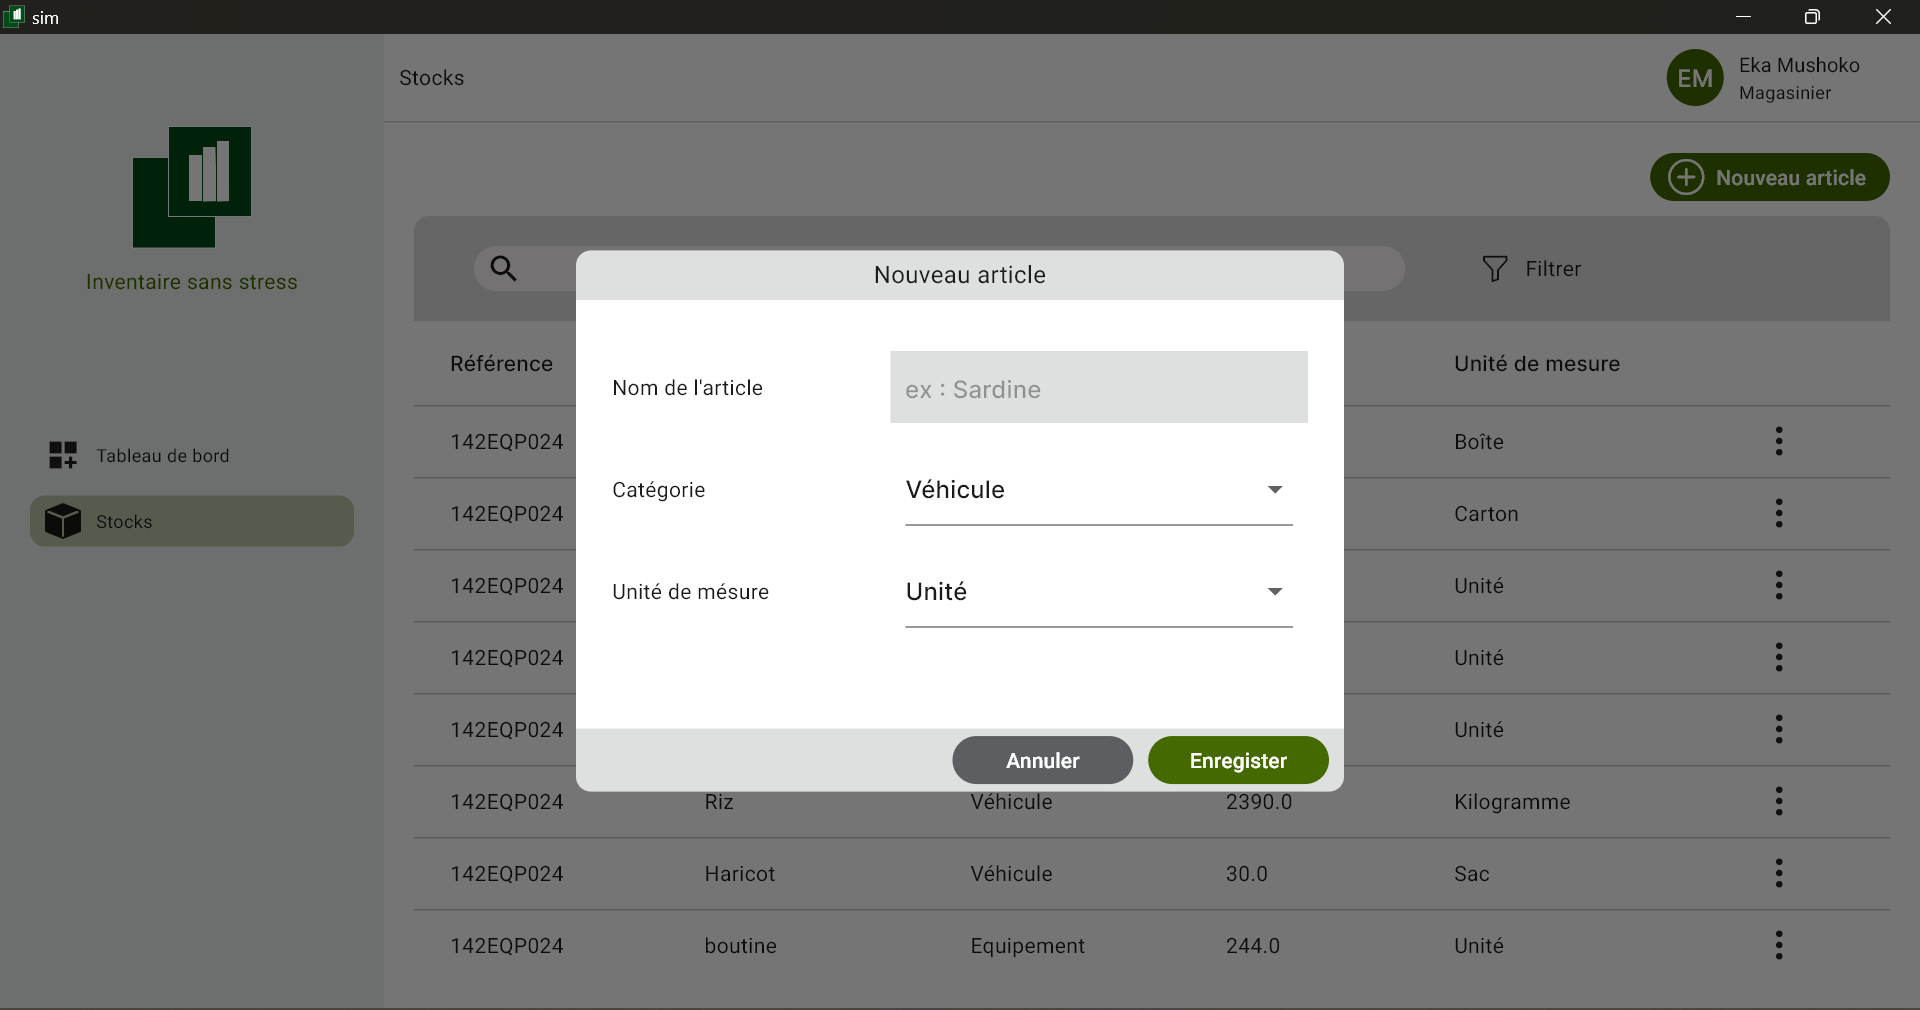 sim
Stocks
EM
Eka Mushoko
Magasinier
Inventaire sans stress
Nouveau article
Filtrer
Tableau de bord
Stocks
Référence
Unité de mesure
142EQP024
Boîte
142EQP024
Carton
142EQP024
Unité
142EQP024
Unité
142EQP024
Unité
142EQP024 Riz Véhicule 2390.0 Kilogramme
142EQP024 Haricot Véhicule 30.0 Sac
142EQP024 boutine Equipement 244.0 Unité
Nouveau article
Nom de l'article
ex : Sardine
Catégorie
Véhicule
Unité de mésure
Unité
Annuler
Enregister